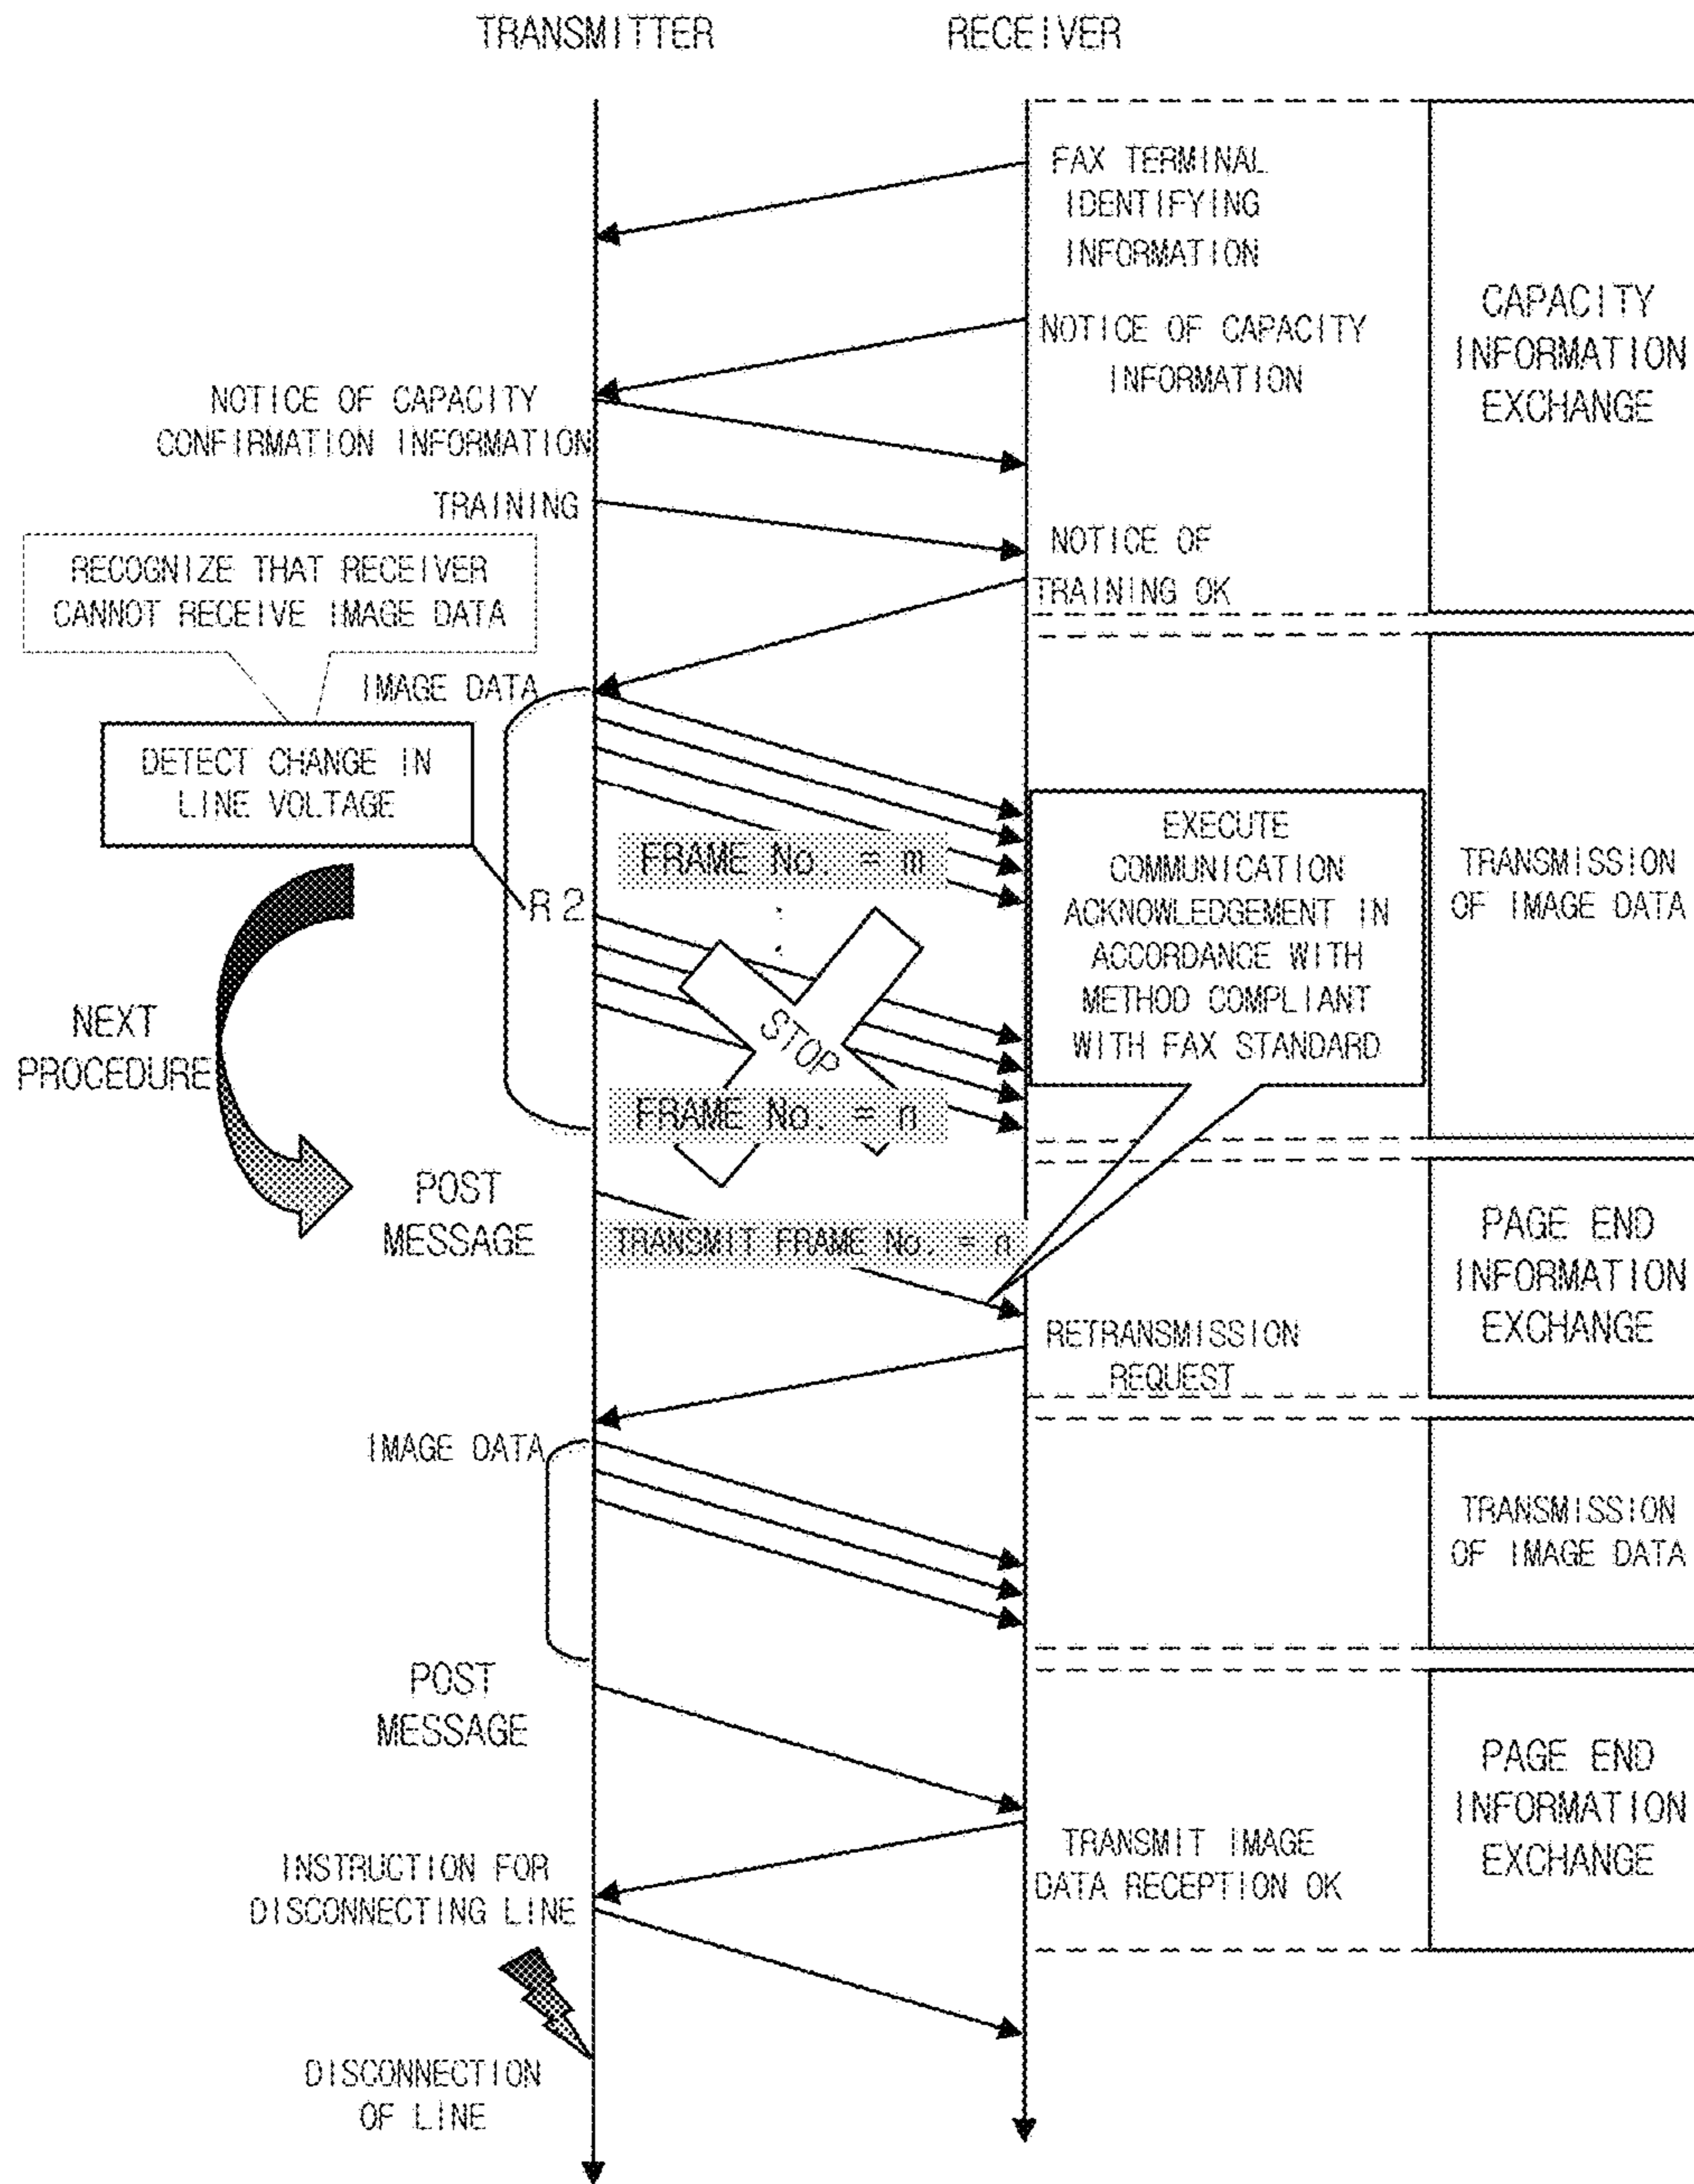 TRANSMITTER
RECEIVER
FAX TERMINAL
IDENTIFYING
INFORMATION
CAPACITY
INFORMATION
EXCHANGE
NOTICE OF CAPACITY
INFORMATION
NOTICE OF CAPACITY
CONFIRMATION INFORMATION
TRAINING
NOTICE OF
TRAINING OK
RECOGNIZE THAT RECEIVER
CANNOT RECEIVE IMAGE DATA
IMAGE DATA
DETECT CHANGE IN
LINE VOLTAGE
R2
FRAME No. = m
EXECUTE
COMMUNICATION
ACKNOWLEDGEMENT IN
ACCORDANCE WITH
METHOD COMPLIANT
WITH FAX STANDARD
TRANSMISSION
OF IMAGE DATA
STOP
NEXT
PROCEDURE
FRAME No. = n
POST
MESSAGE
TRANSMIT FRAME No. = n
PAGE END
INFORMATION
EXCHANGE
RETRANSMISSION
REQUEST
IMAGE DATA
TRANSMISSION
OF IMAGE DATA
POST
MESSAGE
PAGE END
INFORMATION
EXCHANGE
TRANSMIT IMAGE
DATA RECEPTION OK
INSTRUCTION FOR
DISCONNECTING LINE
DISCONNECTION
OF LINE